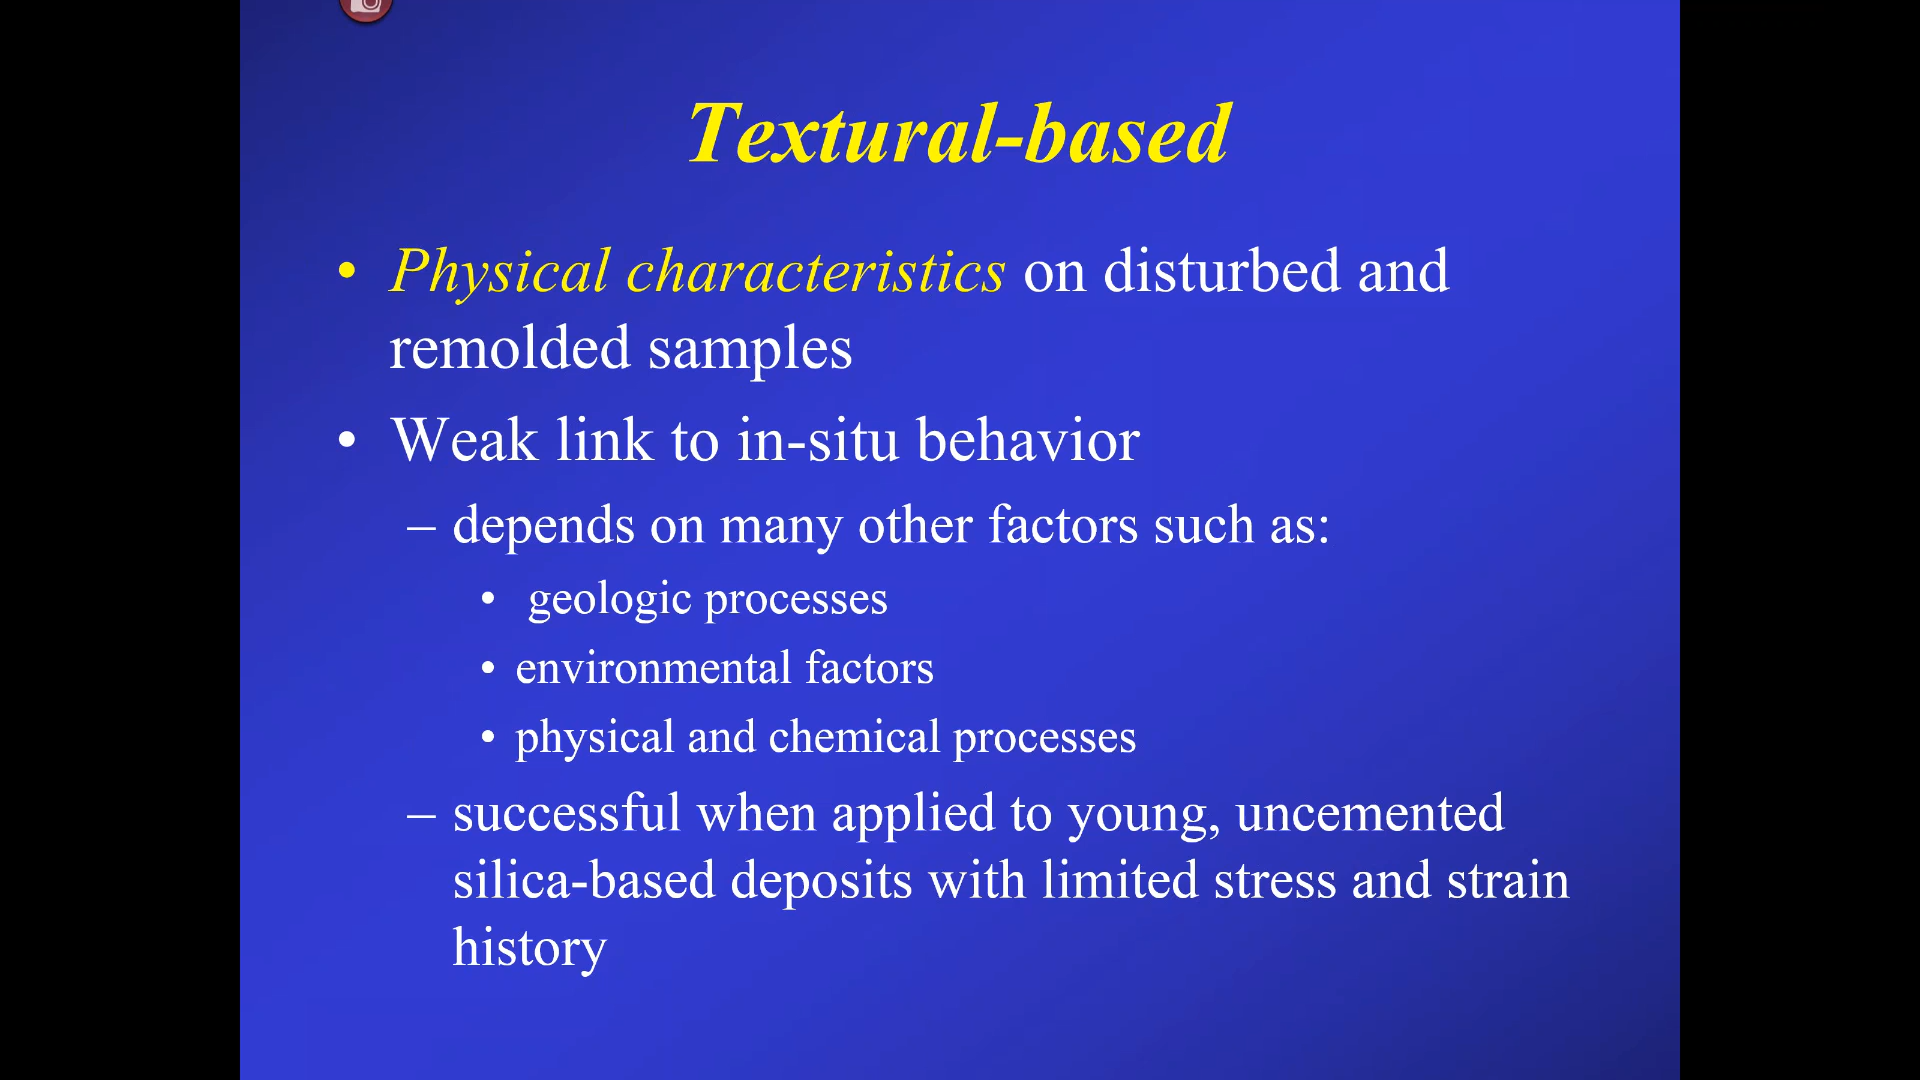 Textural-based
• Physical characteristics on disturbed and
remolded samples
• Weak link to in-situ behavior
– depends on many other factors such as:
• geologic processes
• environmental factors
• physical and chemical processes
– successful when applied to young, uncemented
silica-based deposits with limited stress and strain
history